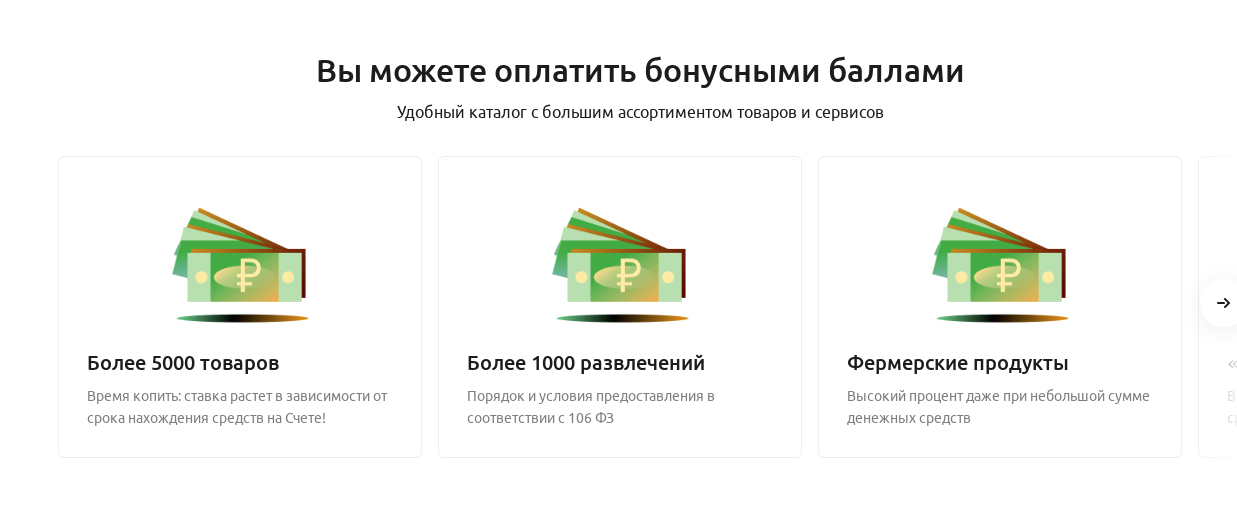 Вы можете оплатить бонусными баллами
Удобный каталог с большим ассортиментом товаров и сервисов
Более 5000 товаров
Время копить: ставка растет в зависимости от
срока нахождения средств на Счете!
Более 1000 развлечений
Порядок и условия предоставления в
соответствии с 106 ФЗ
Фермерские продукты
Высокий процент даже при небольшой сумме
денежных средств